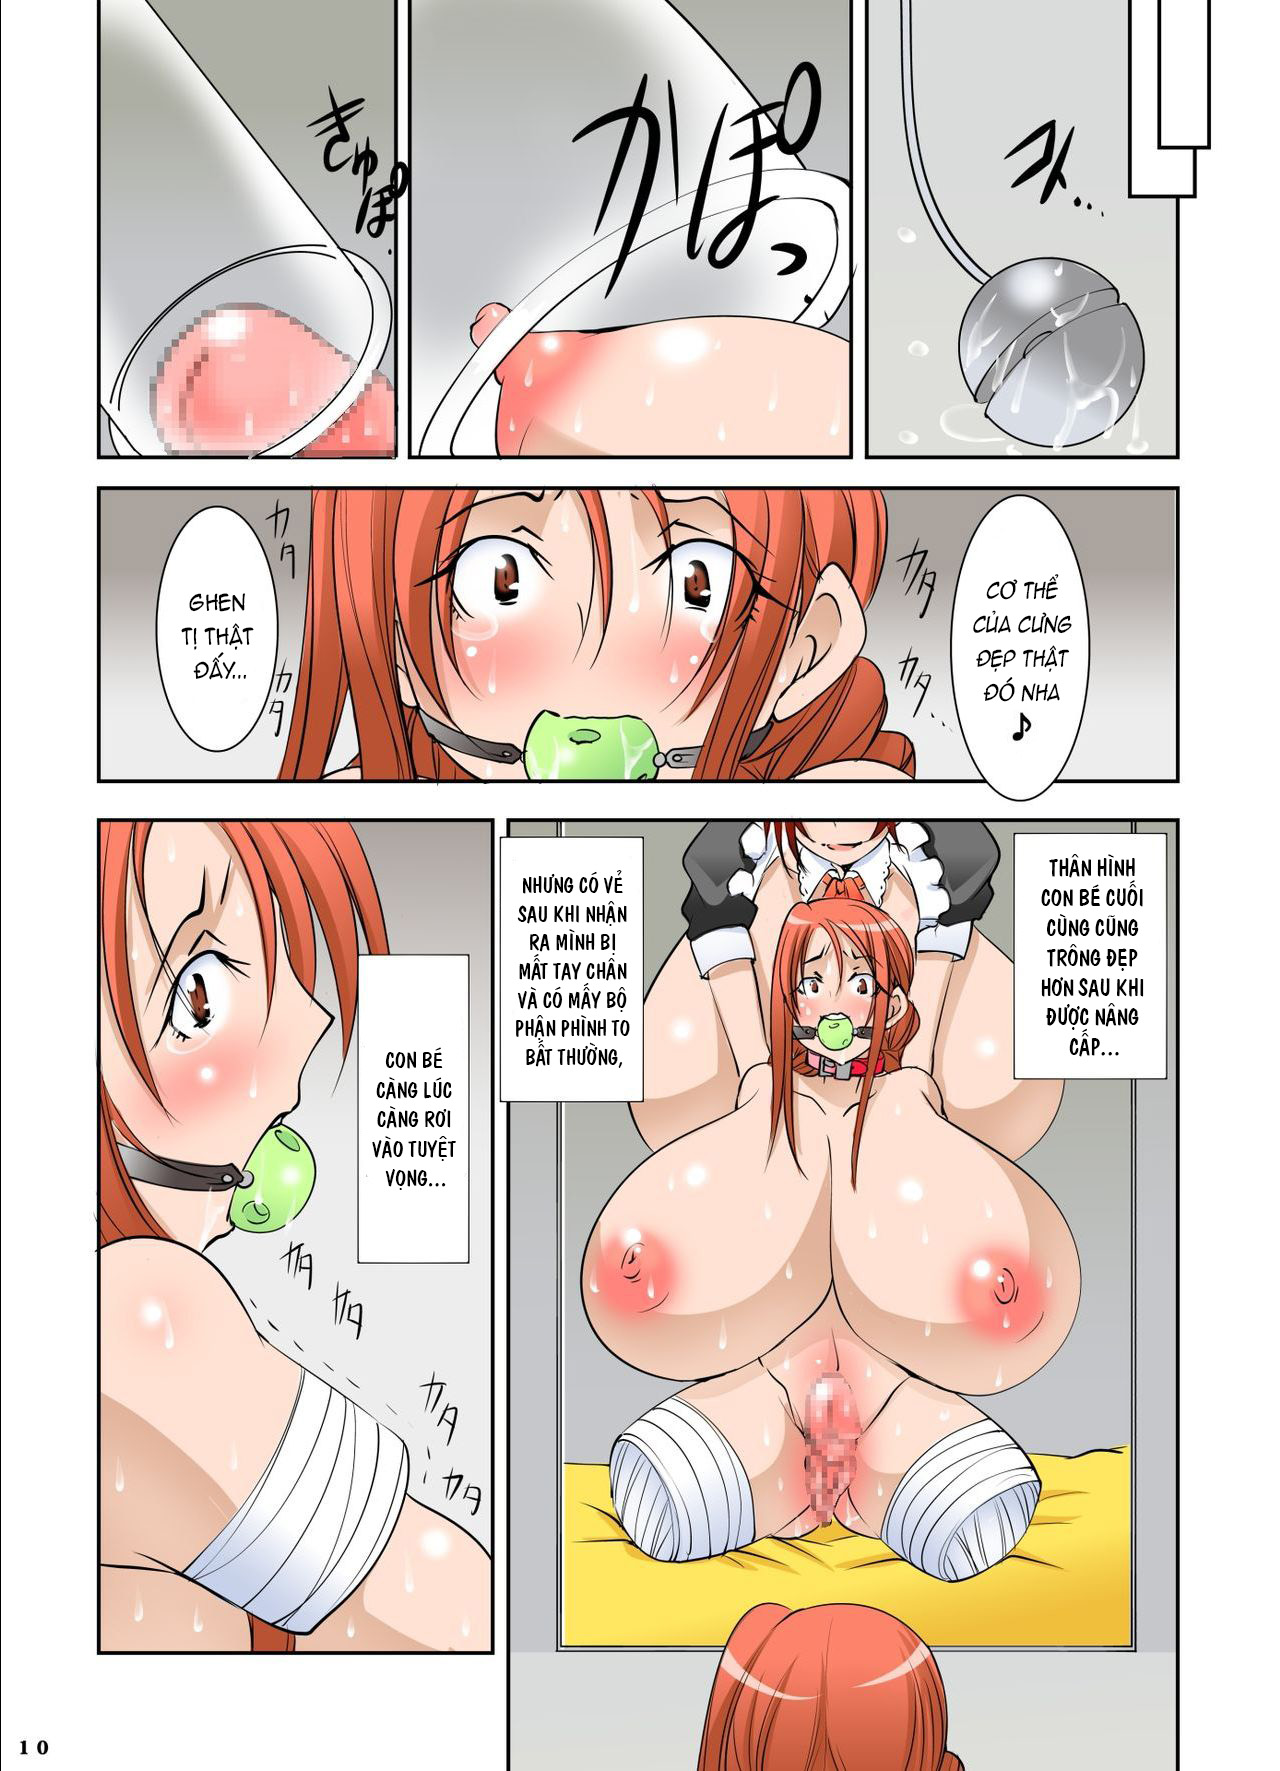 コト...
かぽっ
きゅぽ.
CƠ THỂ
CỦA CƯNG
ĐẸP THẬT
ĐÓ NHA
♪
カタ
カタ...
カタ
カタ
GHEN
TỊ THẬT
ĐẤY...
THÂN HÌNH
CON BÉ CUỐI
CÙNG CŨNG
TRÔNG ĐẸP
HƠN SAU KHI
ĐƯỢC NÂNG
CẤP...
NHƯNG CÓ VẺ
SAU KHI NHẬN
RA MÌNH BỊ
MẤT TAY CHÂN
VÀ CÓ MẤY BỘ
PHẬN PHÌNH TO
BẤT THƯỜNG,
CON BÉ
CÀNG LÚC
CÀNG RƠI
VÀO TUYỆT
VỌNG...
カタ
カタ
カタ
カタ
10